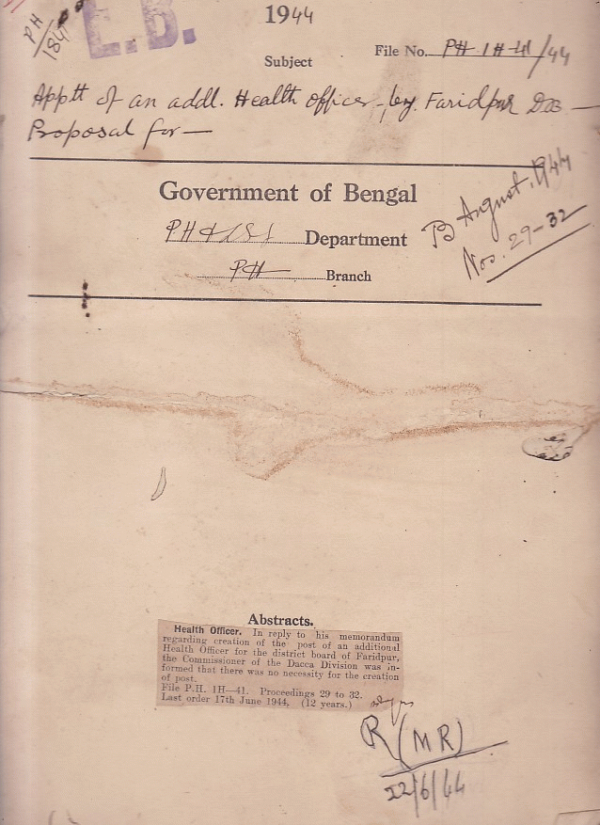 PH
184
L.B.
1944
Subject
File No. PH 1H-41/44
Apptt of an addl. Health officer by Faridpur DB —
Proposal for —
Government of Bengal
PH & LSG Department
PH Branch
B August, 1944
Nos. 29-32
Abstracts.
Health Officer. In reply to his memorandum
regarding creation of the post of an additional
Health Officer for the district board of Faridpur,
the Commissioner of the Dacca Division was in-
formed that there was no necessity for the creation
of post.
File P.H. 1H—41. Proceedings 29 to 32.
Last order 17th June 1944, (12 years.)
R (MR)
22/6/44